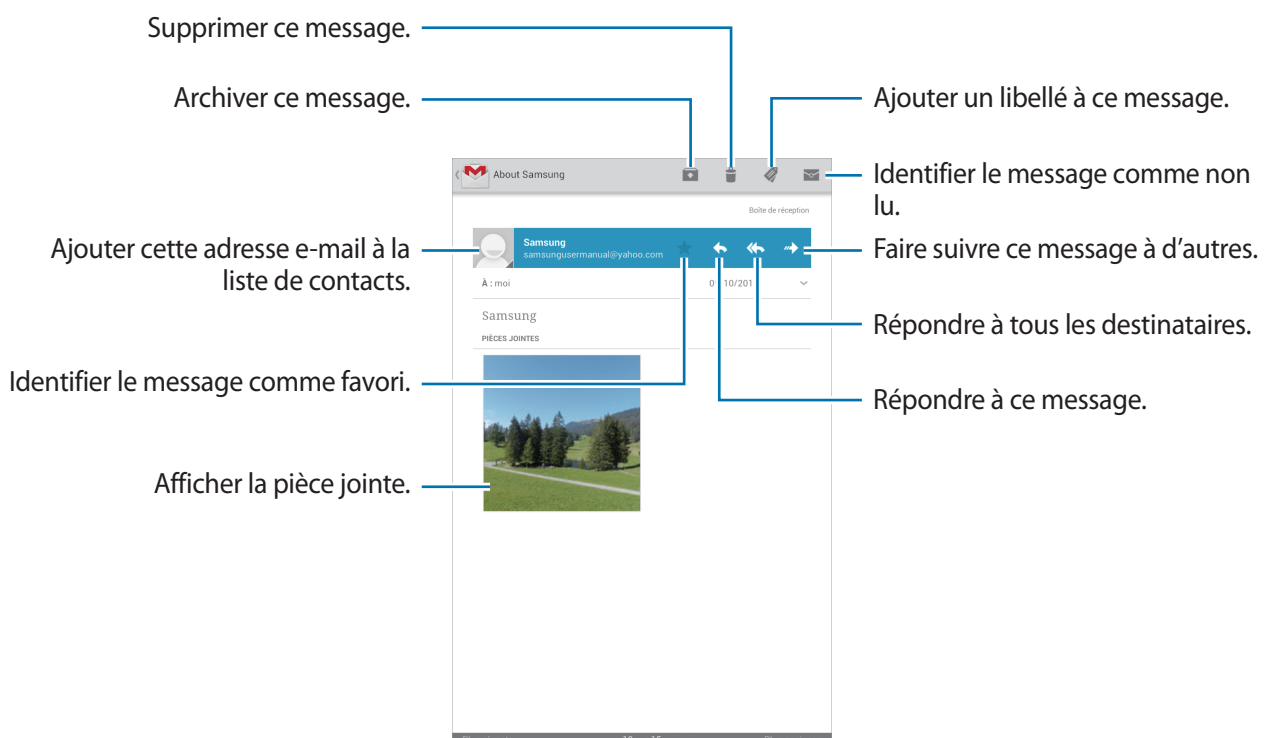 Supprimer ce message.
Archiver ce message.
Ajouter un libellé à ce message.
About Samsung
Identifier le message comme non
lu.
Boîte de réception
Ajouter cette adresse e-mail à la
liste de contacts.
Samsung
samsungusermanual@yahoo.com
Faire suivre ce message à d'autres.
À : moi
Samsung
Répondre à tous les destinataires.
PIÈCES JOINTES
Identifier le message comme favori.
Répondre à ce message.
Afficher la pièce jointe.